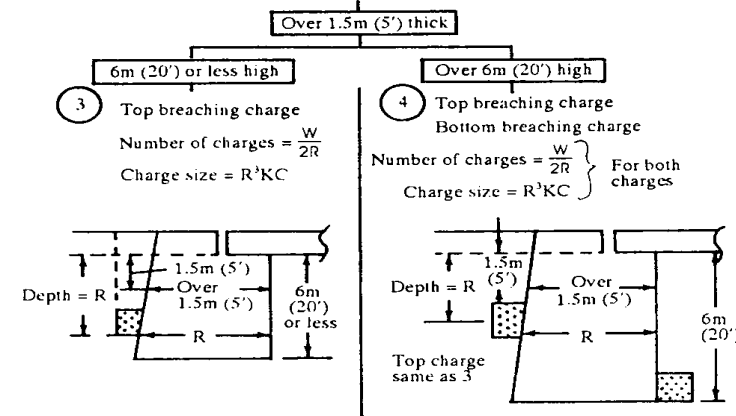 Over 1.5m (5′) thick
6m (20′) or less high
3
Top breaching charge
Number of charges = W/2R
Charge size = R³KC
1.5m (5′)
Over
1.5m (5′)
Depth = R
R
6m
(20′)
or less
Over 6m (20′) high
4
Top breaching charge
Bottom breaching charge
Number of charges = W/2R
Charge size = R³KC
For both
charges
1.5m
(5′)
Depth = R
Over
1.5m (5′)
R
6m
(20′
Top charge
same as 3